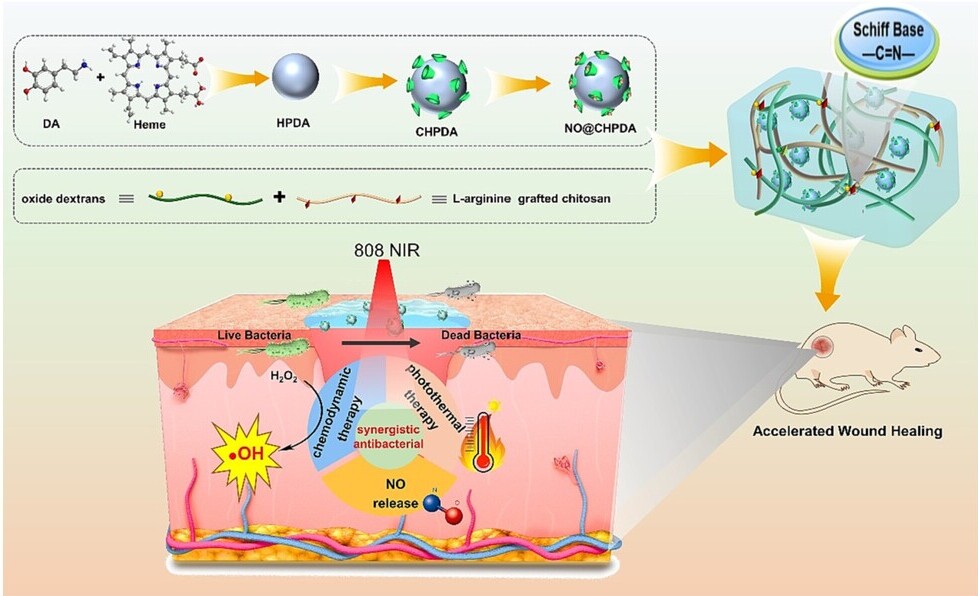 Schiff Base
—C=N—
DA
+
Heme
HPDA
CHPDA
NO@CHPDA
oxide dextrans ≡ + ≡ L-arginine grafted chitosan
808 NIR
Live Bacteria
Dead Bacteria
H₂O₂
chemodynamic
therapy
photothermal
therapy
synergistic
antibacterial
•OH
NO
release
N
O
Accelerated Wound Healing